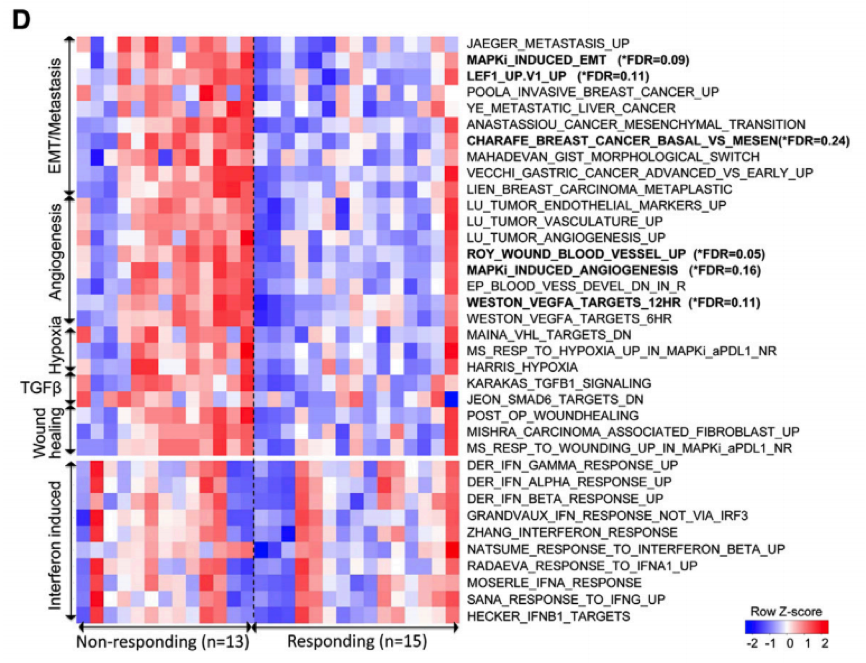 D
EMT/Metastasis
Angiogenesis
Hypoxia
TGFβ
Wound
healing
Interferon induced
JAEGER_METASTASIS_UP
MAPKi_INDUCED_EMT (*FDR=0.09)
LEF1_UP.V1_UP (*FDR=0.11)
POOLA_INVASIVE_BREAST_CANCER_UP
YE_METASTATIC_LIVER_CANCER
ANASTASSIOU_CANCER_MESENCHYMAL_TRANSITION
CHARAFE_BREAST_CANCER_BASAL_VS_MESEN(*FDR=0.24)
MAHADEVAN_GIST_MORPHOLOGICAL_SWITCH
VECCHI_GASTRIC_CANCER_ADVANCED_VS_EARLY_UP
LIEN_BREAST_CARCINOMA_METAPLASTIC
LU_TUMOR_ENDOTHELIAL_MARKERS_UP
LU_TUMOR_VASCULATURE_UP
LU_TUMOR_ANGIOGENESIS_UP
ROY_WOUND_BLOOD_VESSEL_UP (*FDR=0.05)
MAPKi_INDUCED_ANGIOGENESIS (*FDR=0.16)
EP_BLOOD_VESS_DEVEL_DN_IN_R
WESTON_VEGFA_TARGETS_12HR (*FDR=0.11)
WESTON_VEGFA_TARGETS_6HR
MAINA_VHL_TARGETS_DN
MS_RESP_TO_HYPOXIA_UP_IN_MAPKi_aPDL1_NR
HARRIS_HYPOXIA
KARAKAS_TGFB1_SIGNALING
JEON_SMAD6_TARGETS_DN
POST_OP_WOUNDHEALING
MISHRA_CARCINOMA_ASSOCIATED_FIBROBLAST_UP
MS_RESP_TO_WOUNDING_UP_IN_MAPKi_aPDL1_NR
DER_IFN_GAMMA_RESPONSE_UP
DER_IFN_ALPHA_RESPONSE_UP
DER_IFN_BETA_RESPONSE_UP
GRANDVAUX_IFN_RESPONSE_NOT_VIA_IRF3
ZHANG_INTERFERON_RESPONSE
NATSUME_RESPONSE_TO_INTERFERON_BETA_UP
RADAEVA_RESPONSE_TO_IFNA1_UP
MOSERLE_IFNA_RESPONSE
SANA_RESPONSE_TO_IFNG_UP
HECKER_IFNB1_TARGETS
Non-responding (n=13)
Responding (n=15)
Row Z-score
-2 -1 0 1 2